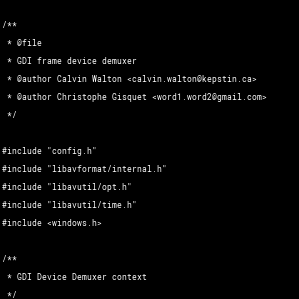 /**
 * @file
 * GDI frame device demuxer
 * @author Calvin Walton <calvin.walton@kepstin.ca>
 * @author Christophe Gisquet <word1.word2@gmail.com>
 */
#include "config.h"
#include "libavformat/internal.h"
#include "libavutil/opt.h"
#include "libavutil/time.h"
#include <windows.h>
/**
 * GDI Device Demuxer context
 */